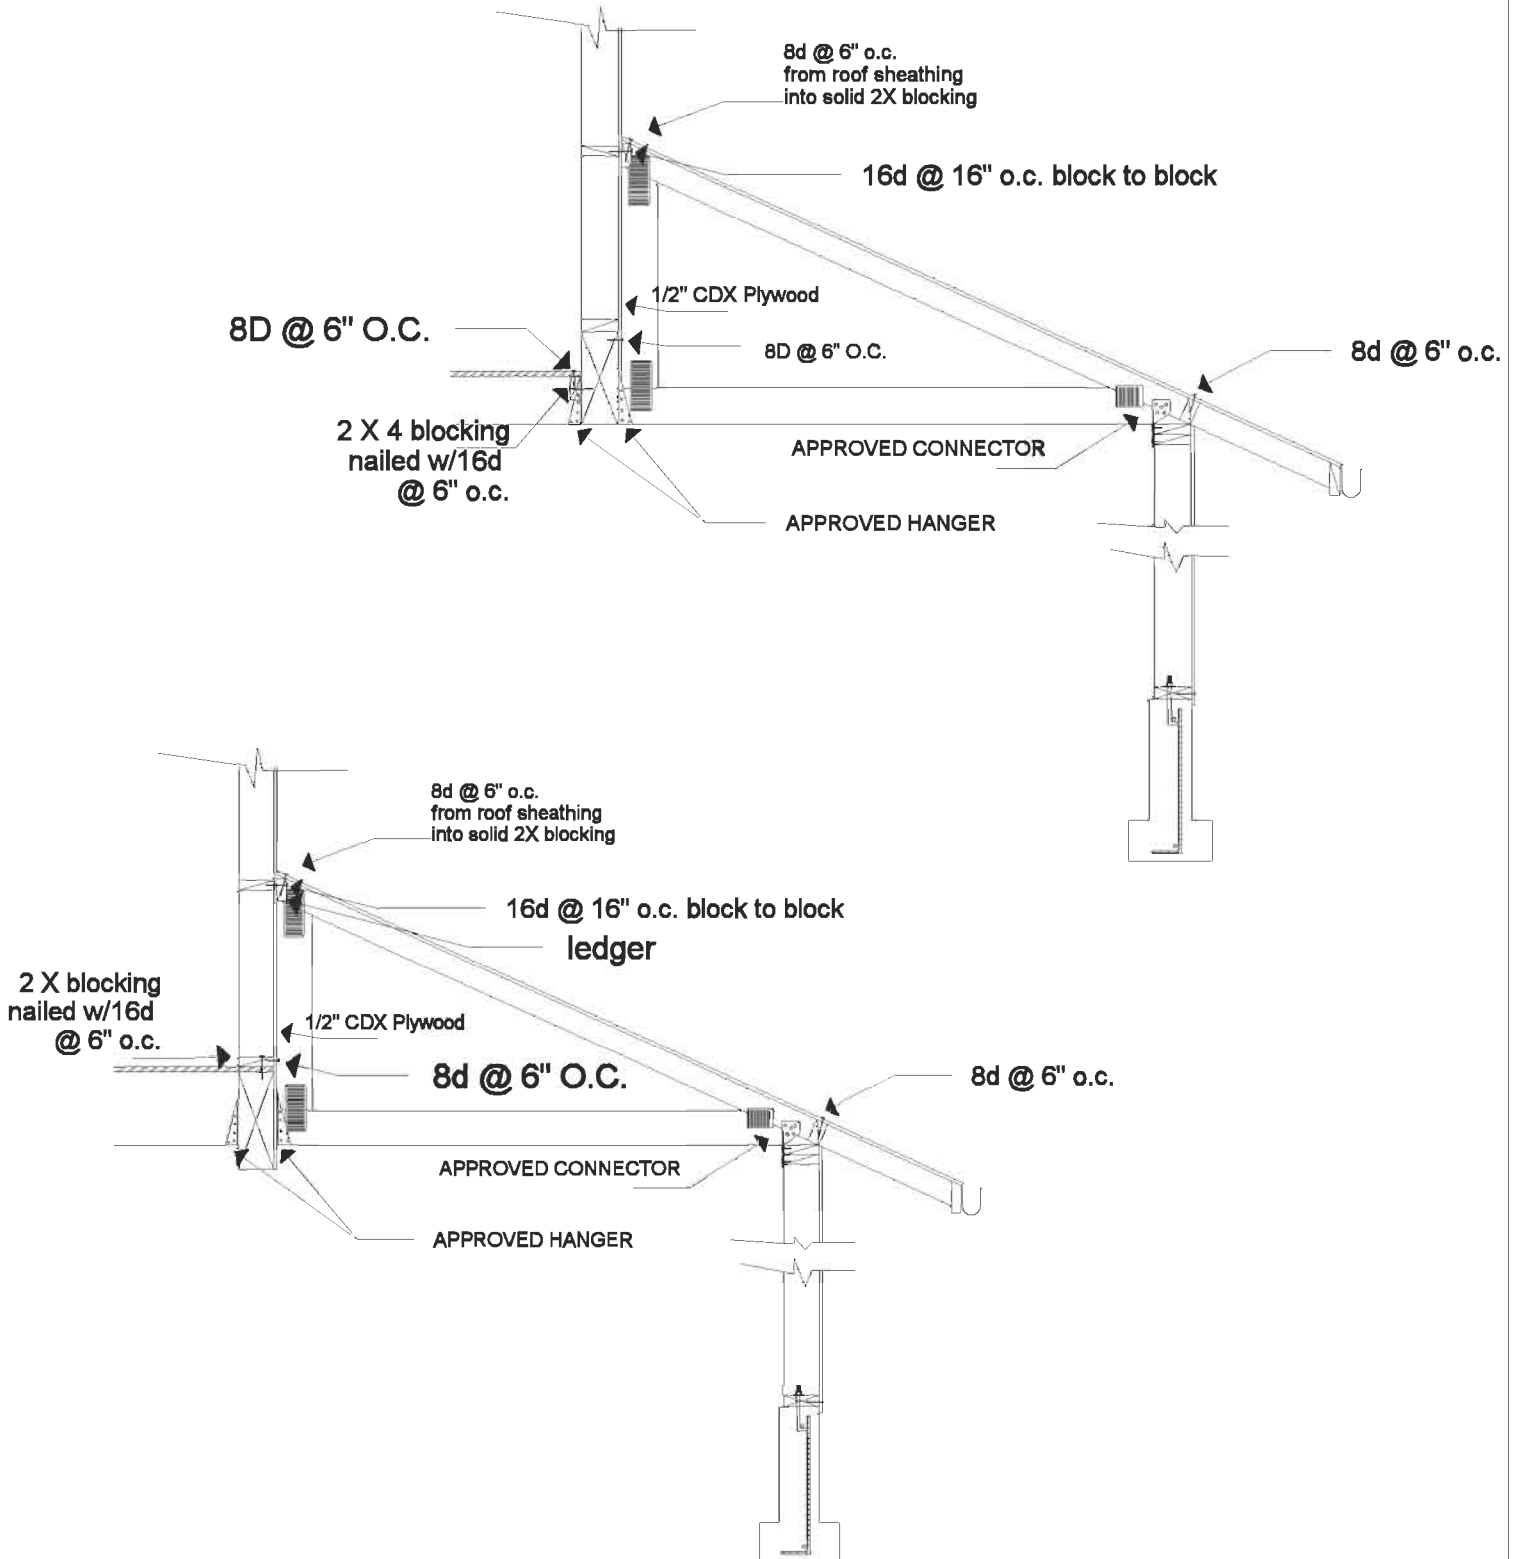 8d @ 6" o.c.
from roof sheathing
into solid 2X blocking
16d @ 16" o.c. block to block
1/2" CDX Plywood
8D @ 6" O.C.
8D @ 6" O.C.
8d @ 6" o.c.
2 X 4 blocking
nailed w/16d
@ 6" o.c.
APPROVED CONNECTOR
APPROVED HANGER
8d @ 6" o.c.
from roof sheathing
into solid 2X blocking
16d @ 16" o.c. block to block
ledger
2 X blocking
nailed w/16d
@ 6" o.c.
1/2" CDX Plywood
8d @ 6" O.C.
8d @ 6" o.c.
APPROVED CONNECTOR
APPROVED HANGER